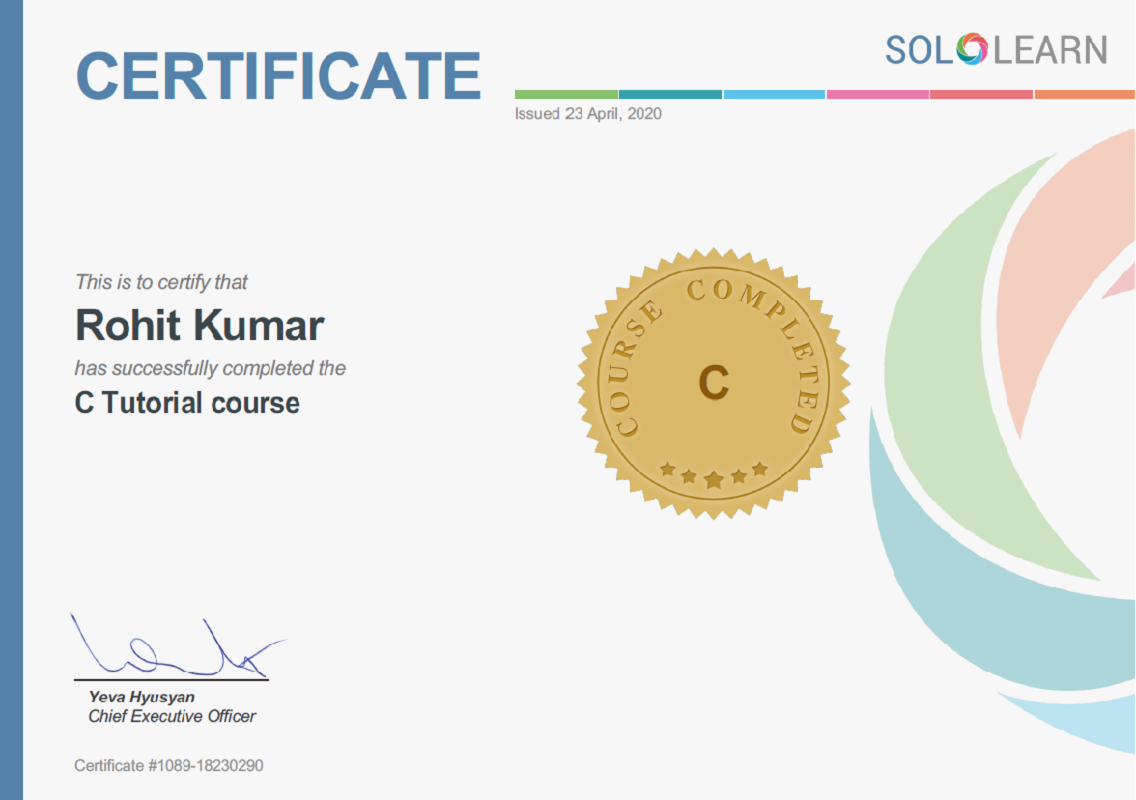 CERTIFICATE
SOLOLEARN
Issued 23 April, 2020
This is to certify that
Rohit Kumar
has successfully completed the
C Tutorial course
COURSE COMPLETED
C
Yeva Hyusyan
Chief Executive Officer
Certificate #1089-18230290